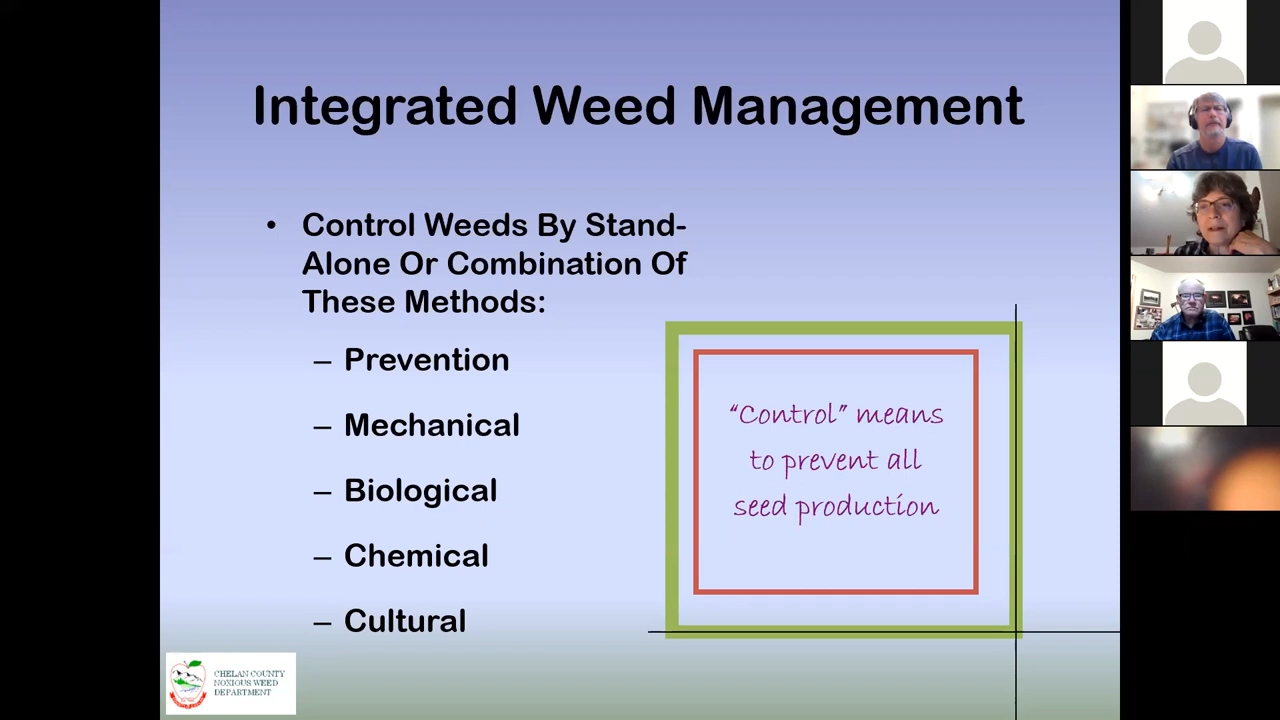 Integrated Weed Management
• Control Weeds By Stand-
Alone Or Combination Of
These Methods:
– Prevention
– Mechanical
– Biological
– Chemical
– Cultural
“Control” means
to prevent all
seed production
CHELAN COUNTY
NOXIOUS WEED
DEPARTMENT